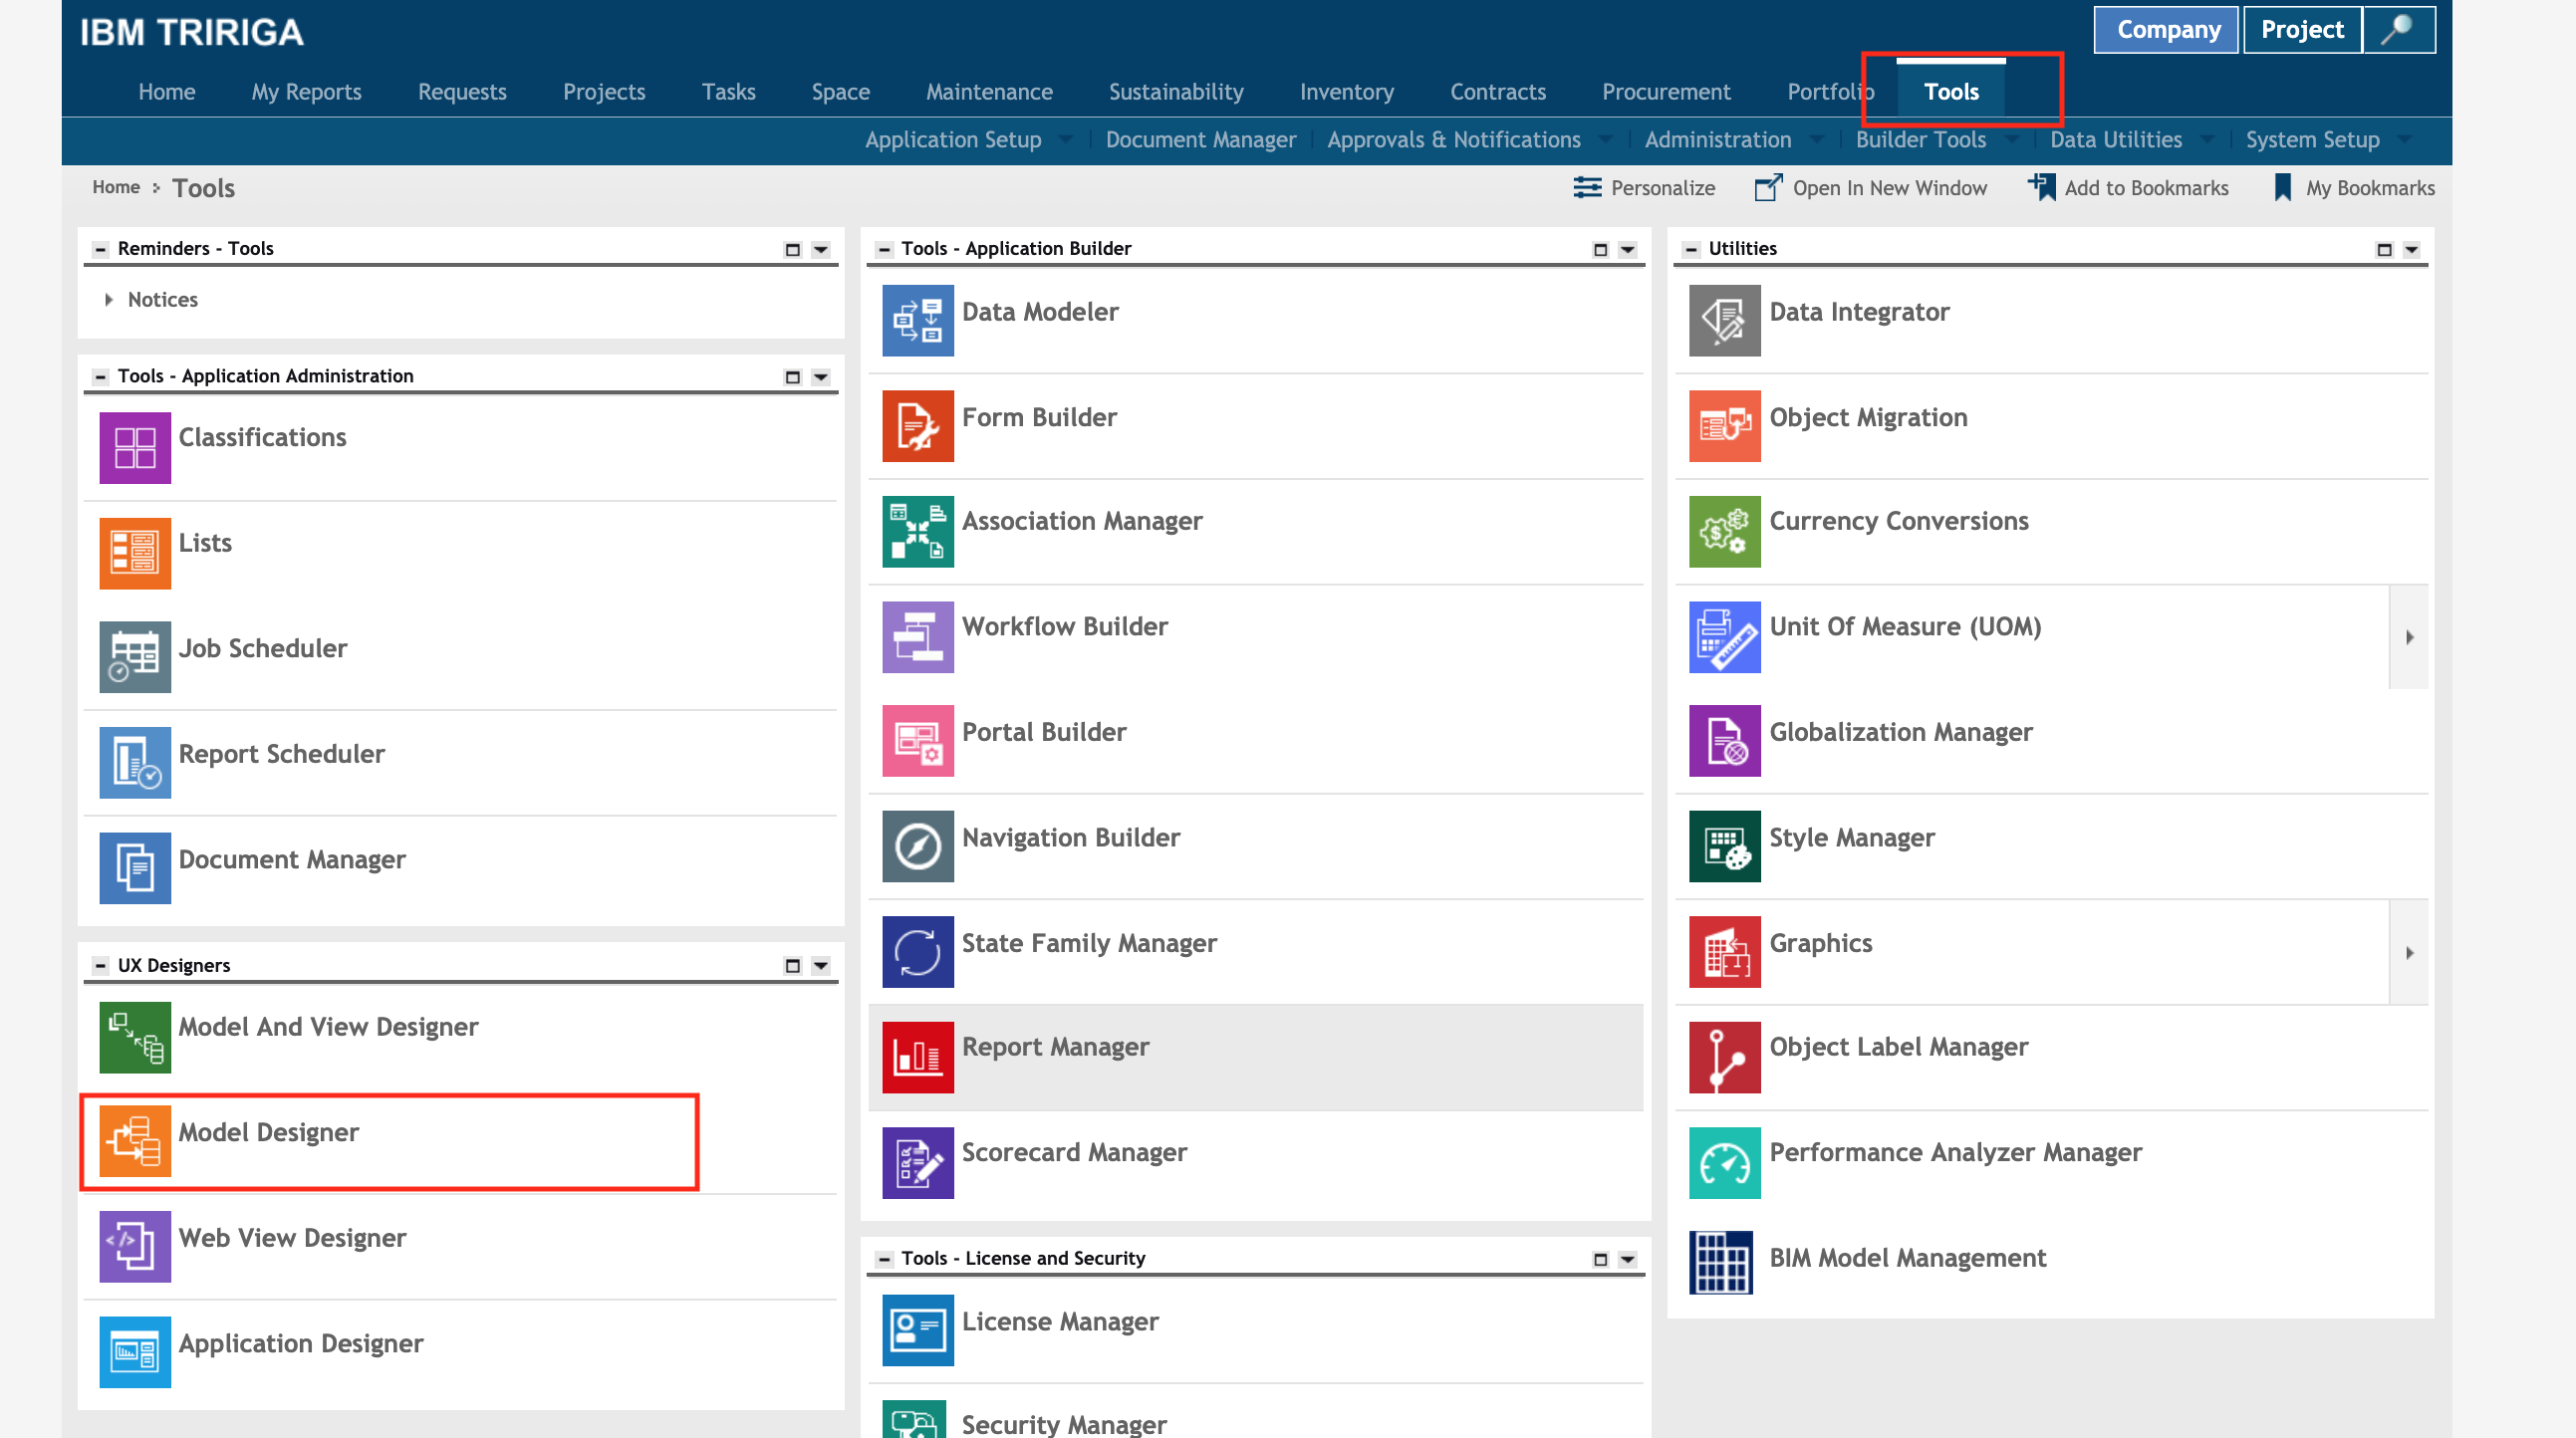 IBM TRIRIGA
Company Project
Home My Reports Requests Projects Tasks Space Maintenance Sustainability Inventory Contracts Procurement Portfolio Tools
Application Setup Document Manager Approvals & Notifications Administration Builder Tools Data Utilities System Setup
Home Tools
Personalize Open In New Window Add to Bookmarks My Bookmarks
Reminders - Tools
Notices
Tools - Application Administration
Classifications
Lists
Job Scheduler
Report Scheduler
Document Manager
UX Designers
Model And View Designer
Model Designer
Web View Designer
Application Designer
Tools - Application Builder
Data Modeler
Form Builder
Association Manager
Workflow Builder
Portal Builder
Navigation Builder
State Family Manager
Report Manager
Scorecard Manager
Tools - License and Security
License Manager
Security Manager
Utilities
Data Integrator
Object Migration
Currency Conversions
Unit Of Measure (UOM)
Globalization Manager
Style Manager
Graphics
Object Label Manager
Performance Analyzer Manager
BIM Model Management